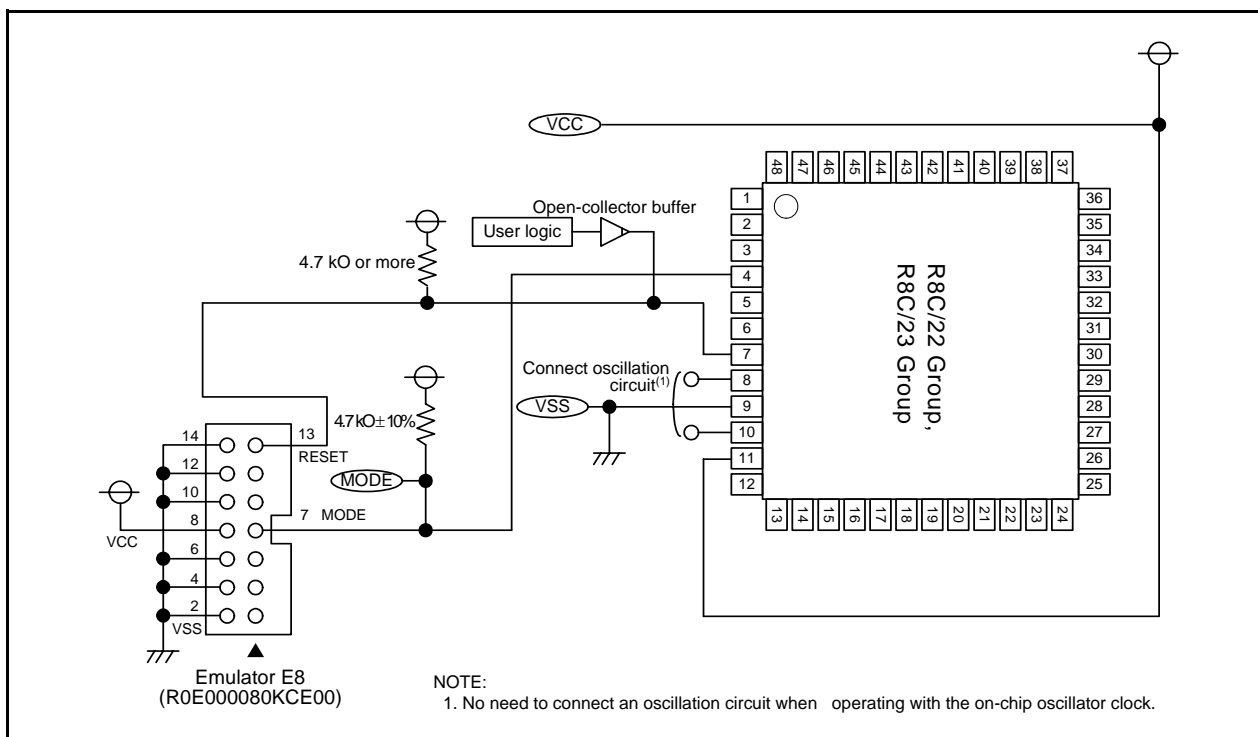 VCC
48 47 46 45 44 43 42 41 40 39 38 37
Open-collector buffer
User logic
4.7 kO or more
1
2
3
4
5
6
7
8
9
10
11
12
36
35
34
33
32
31
30
29
28
27
26
25
R8C/22 Group,
R8C/23 Group
Connect oscillation
circuit(1)
VSS
4.7kO±10%
MODE
14
12
10
8
6
4
2
13
RESET
7 MODE
VCC
VSS
13 14 15 16 17 18 19 20 21 22 23 24
Emulator E8
(R0E000080KCE00)
NOTE:
1. No need to connect an oscillation circuit when operating with the on-chip oscillator clock.